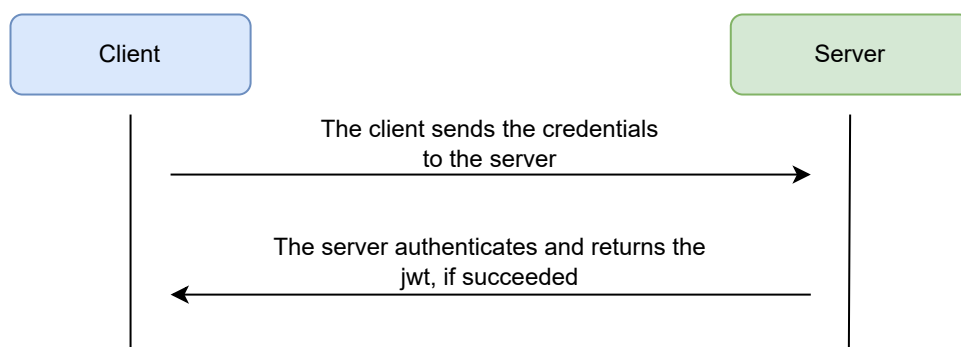 Client
Server
The client sends the credentials
to the server
The server authenticates and returns the
jwt, if succeeded